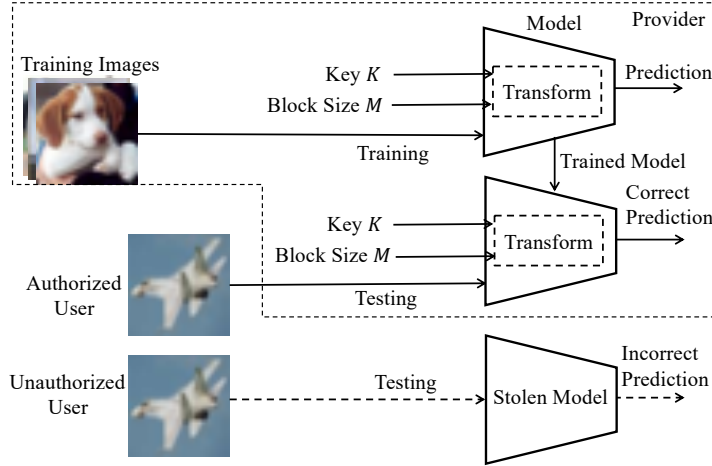 Model
Provider
Training Images
Key K
Prediction
Transform
Block Size M
Training
Trained Model
Correct
Prediction
Key K
Transform
Block Size M
Authorized
User
Testing
Incorrect
Prediction
Unauthorized
User
Testing
Stolen Model